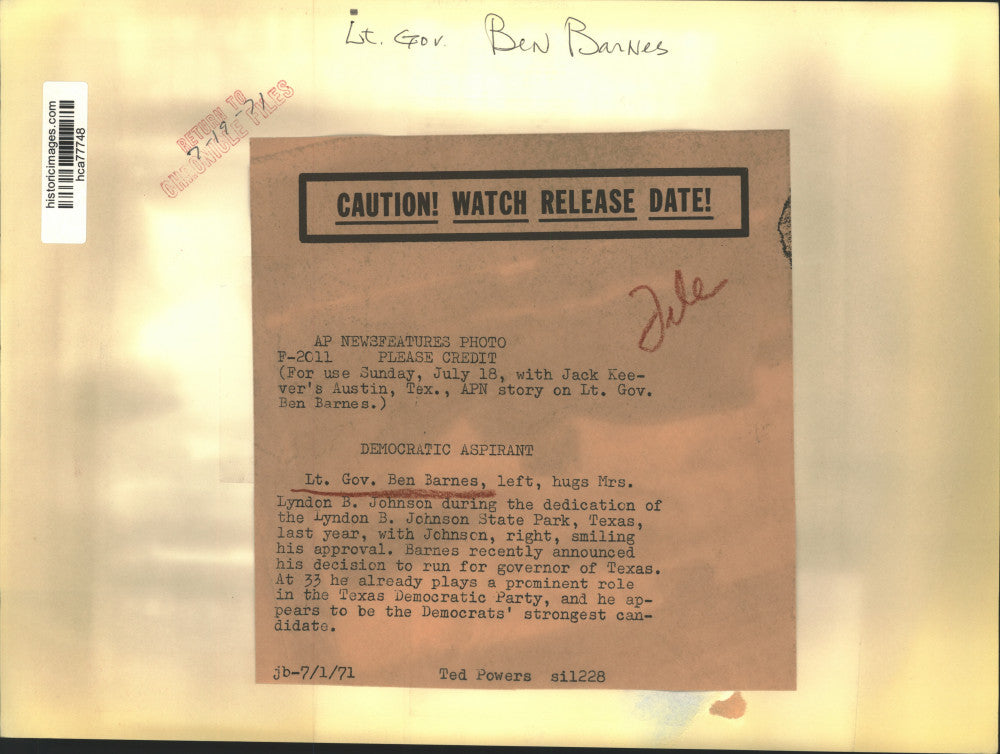 Lt. Gov. Ben Barnes
historicimages.com
hca77748
RETURN TO
7-19-71
CHRONICLE FILES
CAUTION! WATCH RELEASE DATE!
File
AP NEWSFEATURES PHOTO
F-2011 PLEASE CREDIT
(For use Sunday, July 18, with Jack Kee-
ver's Austin, Tex., APN story on Lt. Gov.
Ben Barnes.)
DEMOCRATIC ASPIRANT
Lt. Gov. Ben Barnes, left, hugs Mrs.
Lyndon B. Johnson during the dedication of
the Lyndon B. Johnson State Park, Texas,
last year, with Johnson, right, smiling
his approval. Barnes recently announced
his decision to run for governor of Texas.
At 33 he already plays a prominent role
in the Texas Democratic Party, and he ap-
pears to be the Democrats' strongest can-
didate.
jb-7/1/71 Ted Powers sil228